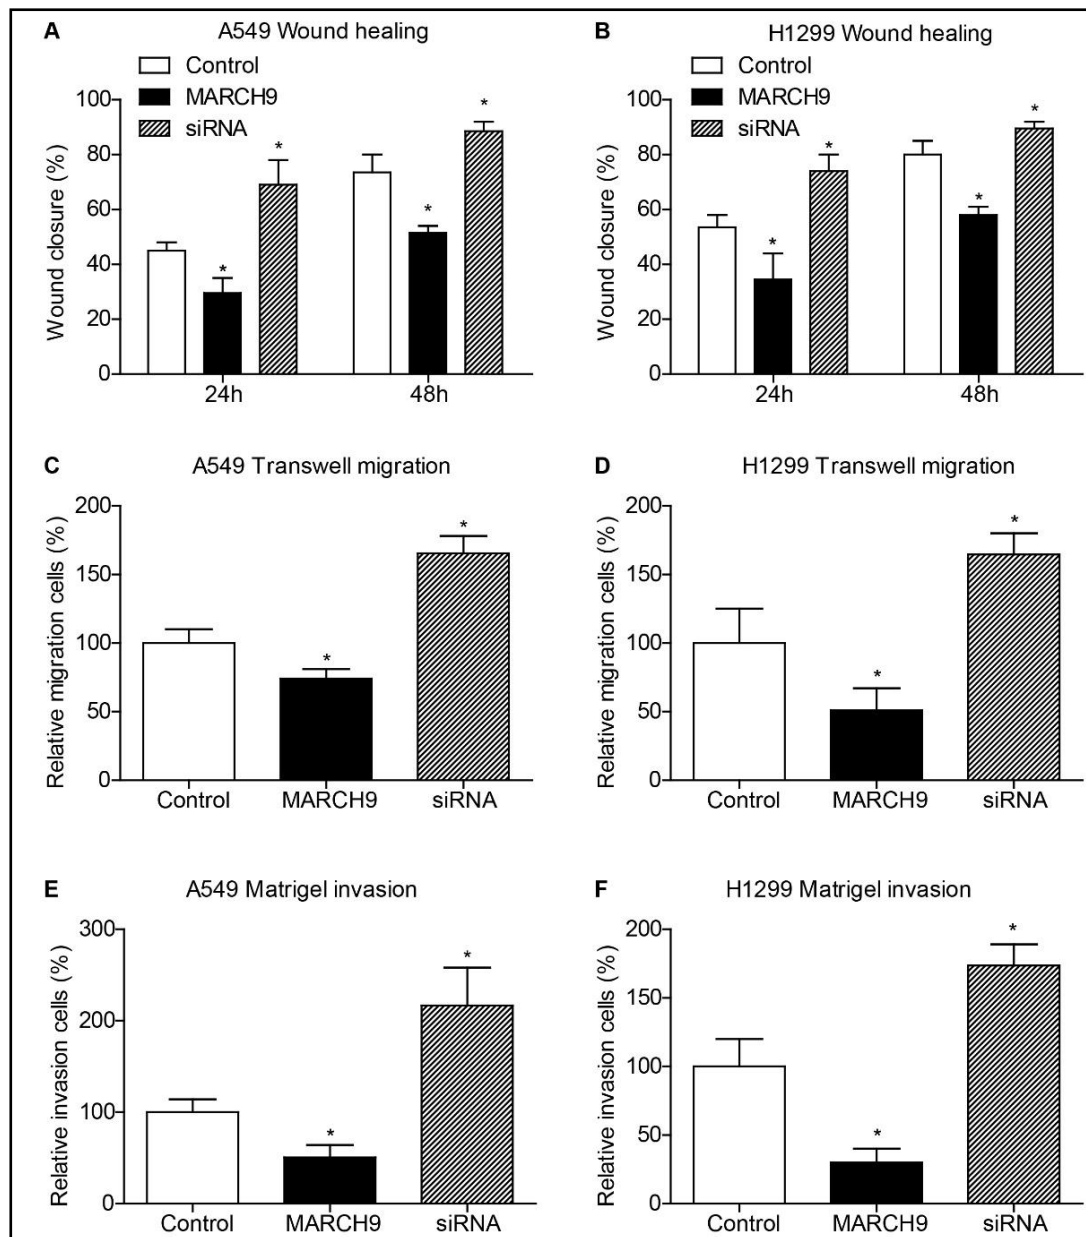 A A549 Wound healing
Control
MARCH9
siRNA
Wound closure (%)
100
80
60
40
20
0
* * * *
24h 48h
B H1299 Wound healing
Control
MARCH9
siRNA
Wound closure (%)
100
80
60
40
20
0
* * * *
24h 48h
C A549 Transwell migration
Relative migration cells (%)
200
150
100
50
0
* *
Control MARCH9 siRNA
D H1299 Transwell migration
Relative migration cells (%)
200
150
100
50
0
* *
Control MARCH9 siRNA
E A549 Matrigel invasion
Relative invasion cells (%)
300
200
100
0
* *
Control MARCH9 siRNA
F H1299 Matrigel invasion
Relative invasion cells (%)
200
150
100
50
0
* *
Control MARCH9 siRNA